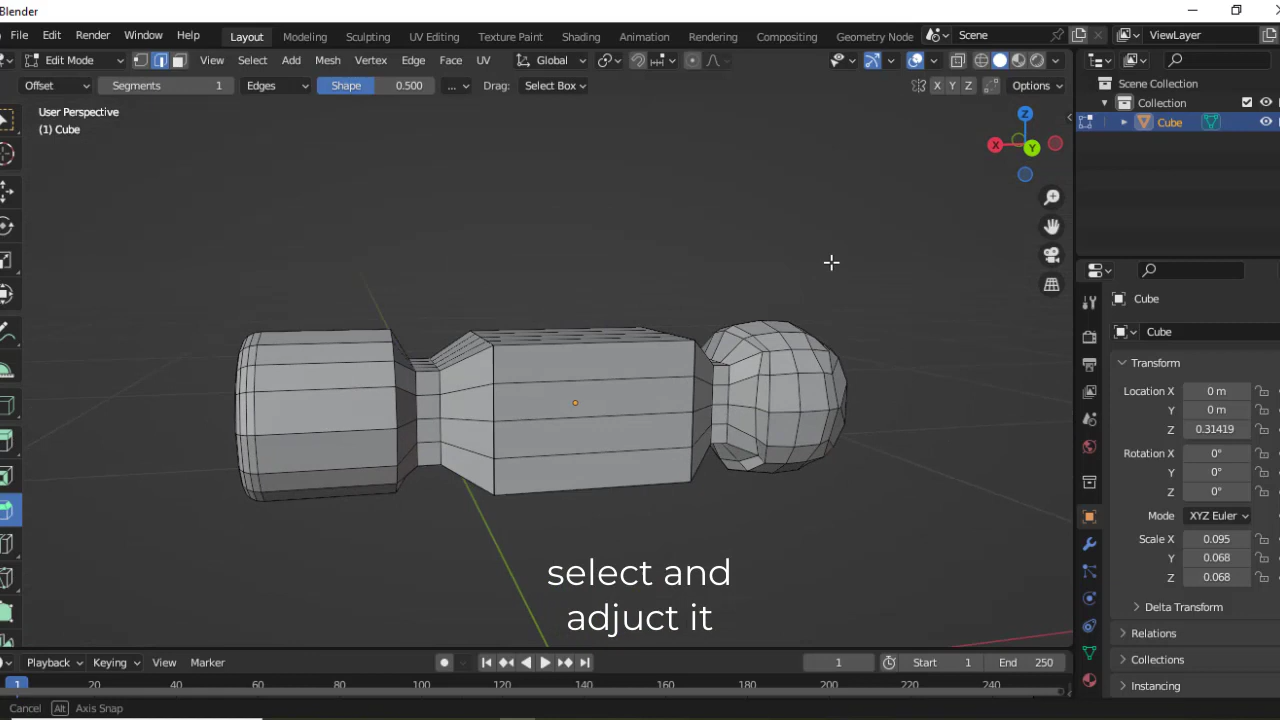 Blender
File Edit Render Window Help Layout Modeling Sculpting UV Editing Texture Paint Shading Animation Rendering Compositing Geometry Node Scene ViewLayer
Edit Mode View Select Add Mesh Vertex Edge Face UV Global
Offset Segments 1 Edges Shape 0.500 ... Drag: Select Box X Y Z Options
Scene Collection
Collection
Cube
User Perspective
(1) Cube
Z
X
Y
Cube
Cube
Transform
Location X 0 m
Y 0 m
Z 0.31419
Rotation X 0°
Y 0°
Z 0°
Mode XYZ Euler
Scale X 0.095
Y 0.068
Z 0.068
Delta Transform
Relations
Collections
Instancing
select and
adjuct it
Playback Keying View Marker 1 Start 1 End 250
1 20 40 60 80 100 120 140 160 180 200 220 240
Cancel Alt Axis Snap